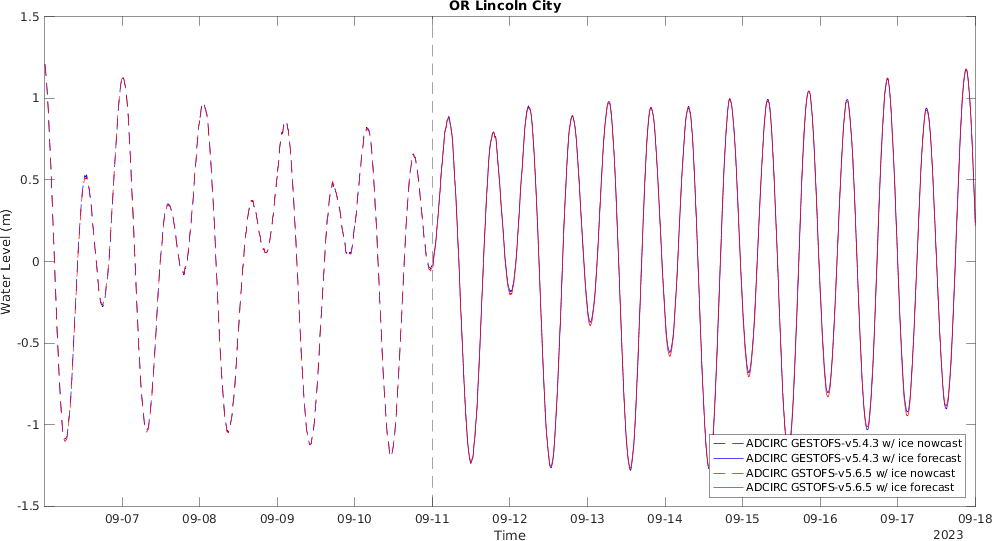 OR Lincoln City
1.5
1
0.5
0
-0.5
-1
-1.5
Water Level (m)
ADCIRC GESTOFS-v5.4.3 w/ ice nowcast
ADCIRC GESTOFS-v5.4.3 w/ ice forecast
ADCIRC GSTOFS-v5.6.5 w/ ice nowcast
ADCIRC GSTOFS-v5.6.5 w/ ice forecast
09-07 09-08 09-09 09-10 09-11 09-12 09-13 09-14 09-15 09-16 09-17 09-18
Time
2023